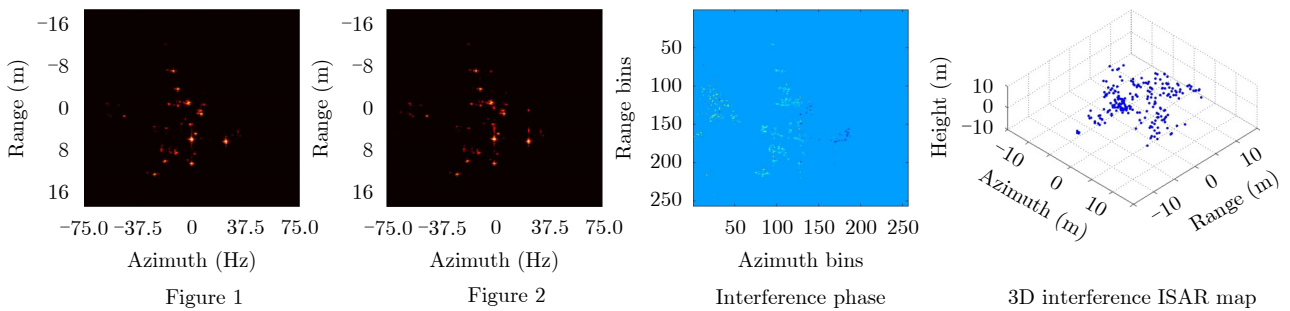 −16
−8
0
8
16
Range (m)
−75.0 −37.5 0 37.5 75.0
Azimuth (Hz)
Figure 1
−16
−8
0
8
16
Range (m)
−75.0 −37.5 0 37.5 75.0
Azimuth (Hz)
Figure 2
50
100
150
200
250
Range bins
50 100 150 200 250
Azimuth bins
Interference phase
10
0
−10
Height (m)
−10
0
10
Azimuth (m)
−10
0
10
Range (m)
3D interference ISAR map